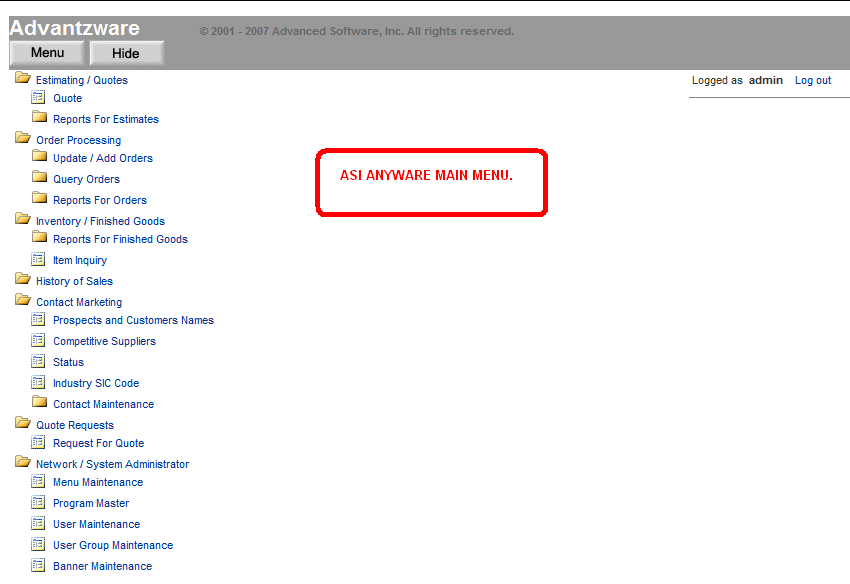 Advantzware
© 2001 - 2007 Advanced Software, Inc. All rights reserved.
Menu Hide
Logged as admin Log out
Estimating / Quotes
Quote
Reports For Estimates
Order Processing
Update / Add Orders
Query Orders
Reports For Orders
Inventory / Finished Goods
Reports For Finished Goods
Item Inquiry
History of Sales
Contact Marketing
Prospects and Customers Names
Competitive Suppliers
Status
Industry SIC Code
Contact Maintenance
Quote Requests
Request For Quote
Network / System Administrator
Menu Maintenance
Program Master
User Maintenance
User Group Maintenance
Banner Maintenance
ASI ANYWARE MAIN MENU.